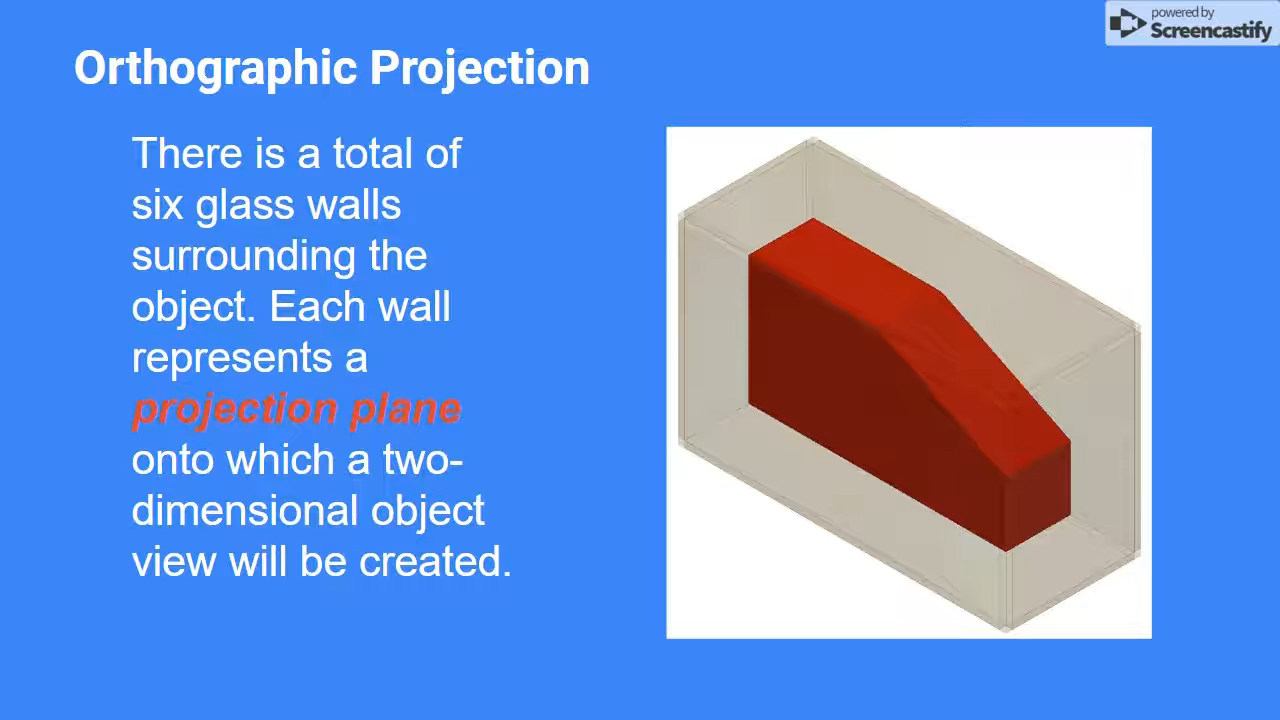 powered by
Screencastify
Orthographic Projection
There is a total of
six glass walls
surrounding the
object. Each wall
represents a
projection plane
onto which a two-
dimensional object
view will be created.